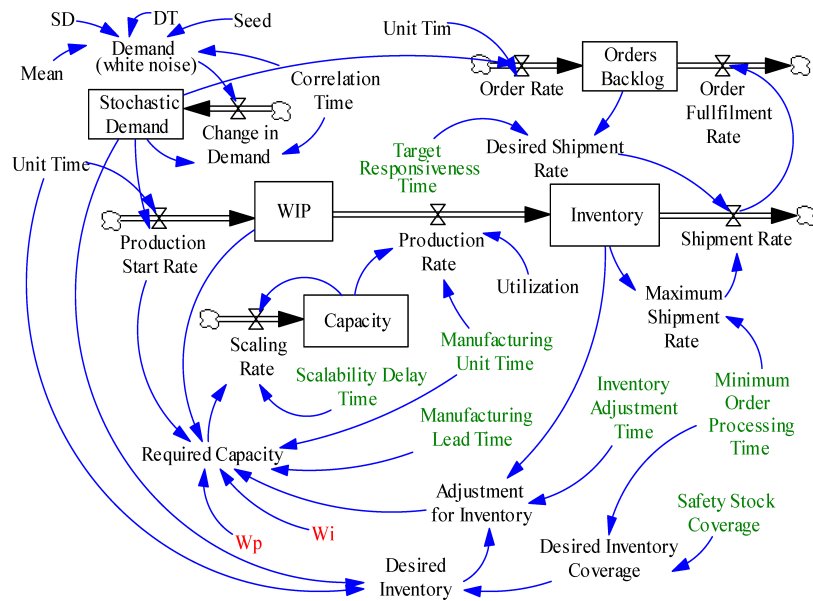 SD
DT
Seed
Unit Tim
Demand
(white noise)
Mean
Correlation
Time
Order Rate
Orders
Backlog
Order
Fullfilment
Rate
Stochastic
Demand
Change in
Demand
Target
Responsiveness
Time
Desired Shipment
Rate
Unit Time
WIP
Inventory
Production
Start Rate
Production
Rate
Shipment Rate
Utilization
Maximum
Shipment
Rate
Capacity
Scaling
Rate
Manufacturing
Unit Time
Scalability Delay
Time
Manufacturing
Lead Time
Inventory
Adjustment
Time
Minimum
Order
Processing
Time
Required Capacity
Adjustment
for Inventory
Safety Stock
Coverage
Wp
Wi
Desired
Inventory
Desired Inventory
Coverage